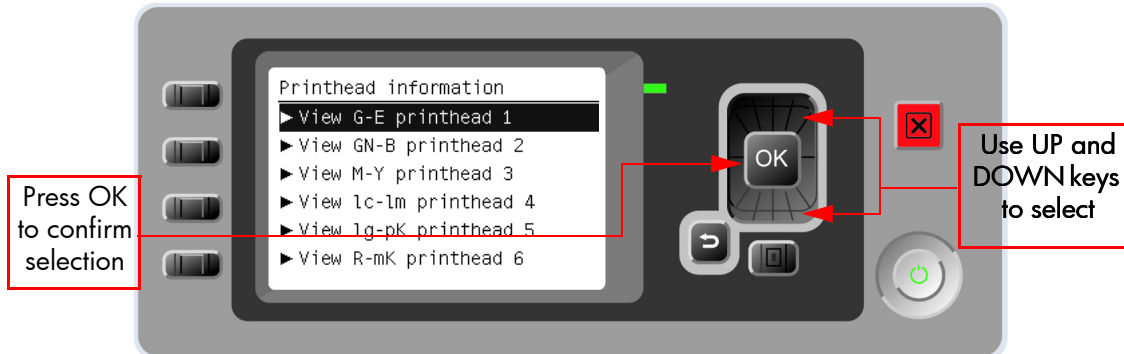 Printhead information
▶ View G-E printhead 1
▶ View GN-B printhead 2
▶ View M-Y printhead 3
▶ View lc-lm printhead 4
▶ View lg-pK printhead 5
▶ View R-mK printhead 6
OK
Press OK
to confirm
selection
Use UP and
DOWN keys
to select